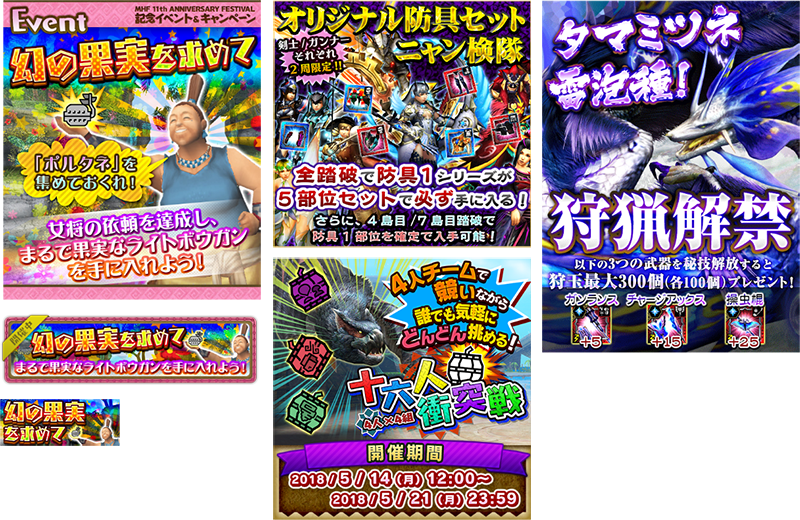 Event
MHF 11th ANNIVERSARY FESTIVAL
記念イベント&キャンペーン
幻の果実を求めて
「ポルタネ」を
集めておくれ!
女将の依頼を達成し、
まるで果実なライトボウガン
を手に入れよう!
開催中
幻の果実を求めて
まるで果実なライトボウガンを手に入れよう!
幻の果実
を求めて
オリジナル防具セット
ニャン検隊
剣士/ガンナー
それぞれ
2周限定!!
全踏破で防具1シリーズが
5部位セットで必ず手に入る!
さらに、4島目/7島目踏破で
防具1部位を確定で入手可能!
4人チームで
競いながら
誰でも気軽に
どんどん挑める!
十六人
4人×4組
衝突戦
開催期間
2018/5/14(月)12:00~
2018/5/21(月)23:59
タマミツネ
雷泡種!
狩猟解禁
以下の3つの武器を秘技解放すると
狩玉最大300個(各100個)プレゼント!
ガンランス チャージアックス 操虫棍
+5 +15 +25